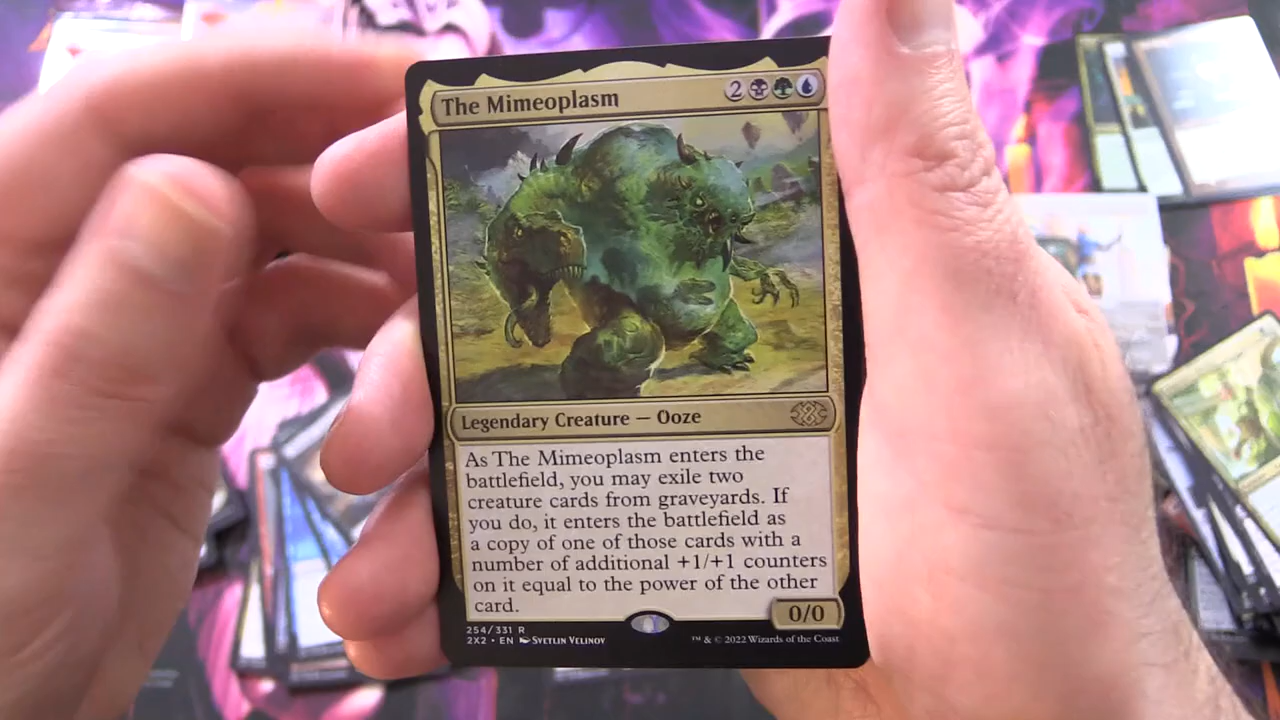 The Mimeoplasm 2
Legendary Creature — Ooze
As The Mimeoplasm enters the
battlefield, you may exile two
creature cards from graveyards. If
you do, it enters the battlefield as
a copy of one of those cards with a
number of additional +1/+1 counters
on it equal to the power of the other
card.
0/0
254/331 R
2X2 • EN Svetlin Velinov
™ & © 2022 Wizards of the Coast